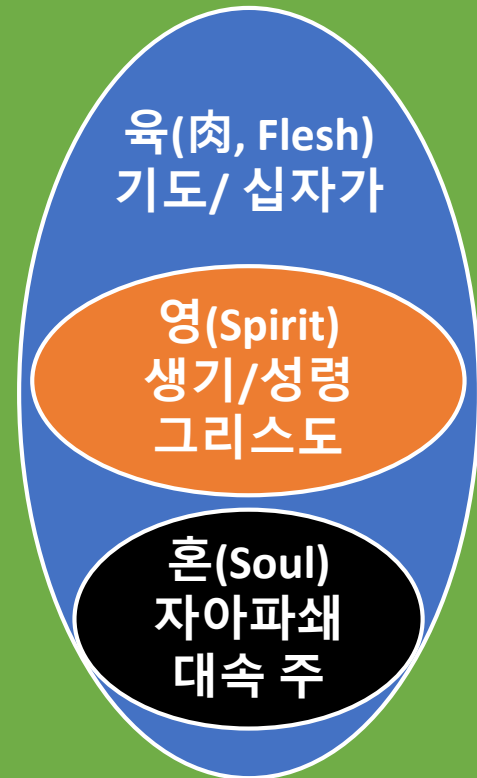 육(肉, Flesh)
기도/ 십자가
영(Spirit)
생기/성령
그리스도
혼(Soul)
자아파쇄
대속 주